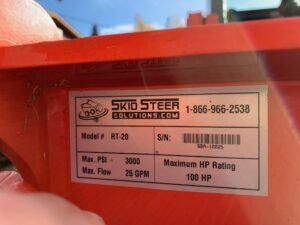 SKID STEER
SOLUTIONS.COM
1-866-966-2538
Model # RT-20
S/N:
Max. PSI 3000
Max. Flow 25 GPM
Maximum HP Rating
100 HP